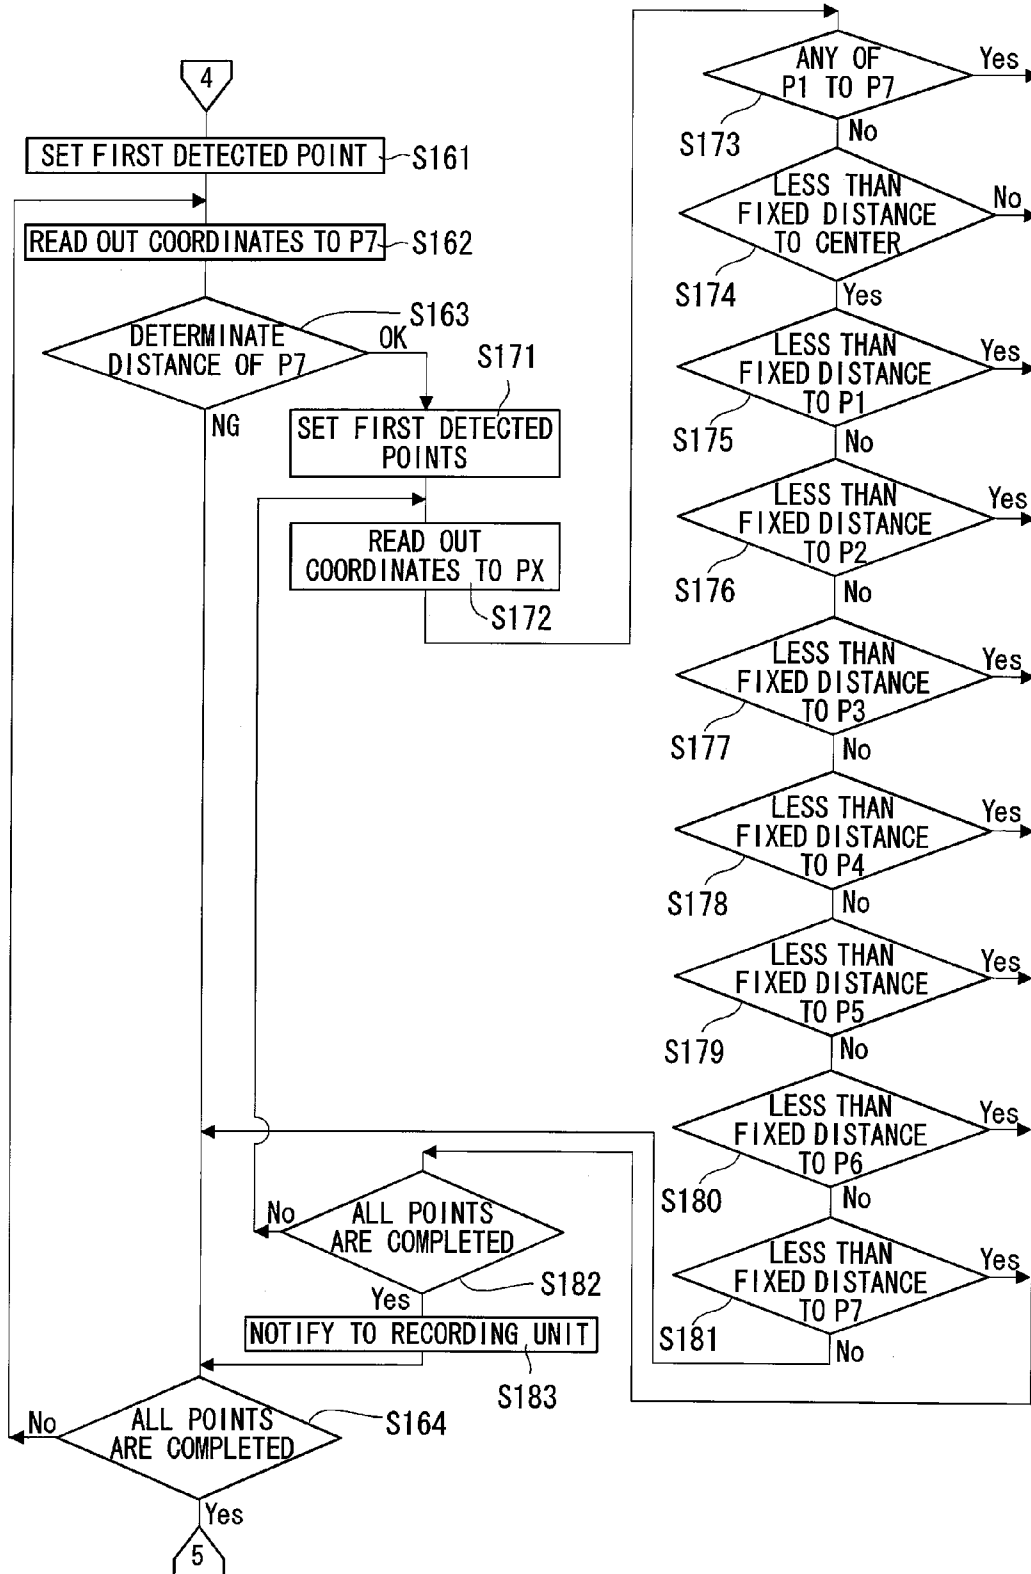 4
SET FIRST DETECTED POINT
S161
READ OUT COORDINATES TO P7
S162
DETERMINATE
DISTANCE OF P7
S163
OK
NG
S171
SET FIRST DETECTED
POINTS
READ OUT
COORDINATES TO PX
S172
ANY OF
P1 TO P7
Yes
S173
No
LESS THAN
FIXED DISTANCE
TO CENTER
No
S174
Yes
LESS THAN
FIXED DISTANCE
TO P1
Yes
S175
No
LESS THAN
FIXED DISTANCE
TO P2
Yes
S176
No
LESS THAN
FIXED DISTANCE
TO P3
Yes
S177
No
LESS THAN
FIXED DISTANCE
TO P4
Yes
S178
No
LESS THAN
FIXED DISTANCE
TO P5
Yes
S179
No
LESS THAN
FIXED DISTANCE
TO P6
Yes
S180
No
LESS THAN
FIXED DISTANCE
TO P7
Yes
S181
No
ALL POINTS
ARE COMPLETED
No
S182
Yes
NOTIFY TO RECORDING UNIT
S183
ALL POINTS
ARE COMPLETED
S164
No
Yes
5